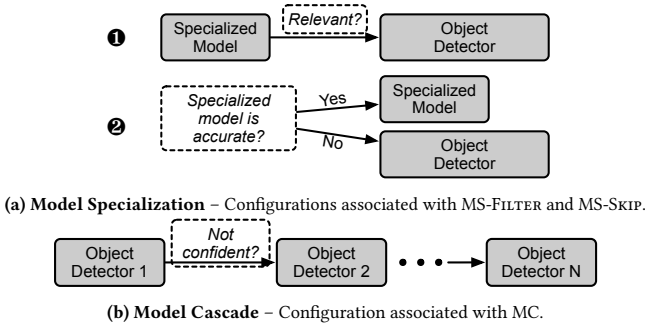 ❶
Specialized
Model
Relevant?
Object
Detector
❷
Specialized
model is
accurate?
Yes
No
Specialized
Model
Object
Detector
(a) Model Specialization – Configurations associated with MS-Filter and MS-Skip.
Object
Detector 1
Not
confident?
Object
Detector 2
Object
Detector N
(b) Model Cascade – Configuration associated with MC.